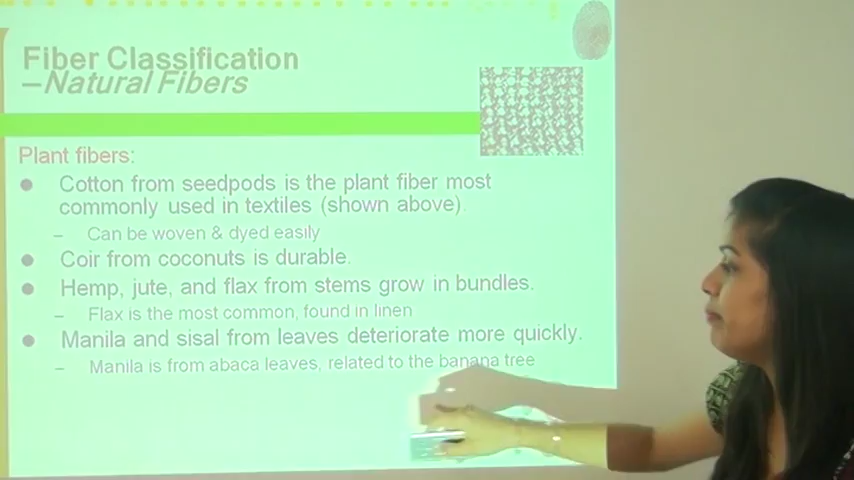 Fiber Classification
–Natural Fibers
Plant fibers:
● Cotton from seedpods is the plant fiber most
commonly used in textiles (shown above).
– Can be woven & dyed easily
● Coir from coconuts is durable.
● Hemp, jute, and flax from stems grow in bundles.
– Flax is the most common, found in linen
● Manila and sisal from leaves deteriorate more quickly.
– Manila is from abaca leaves, related to the banana tree